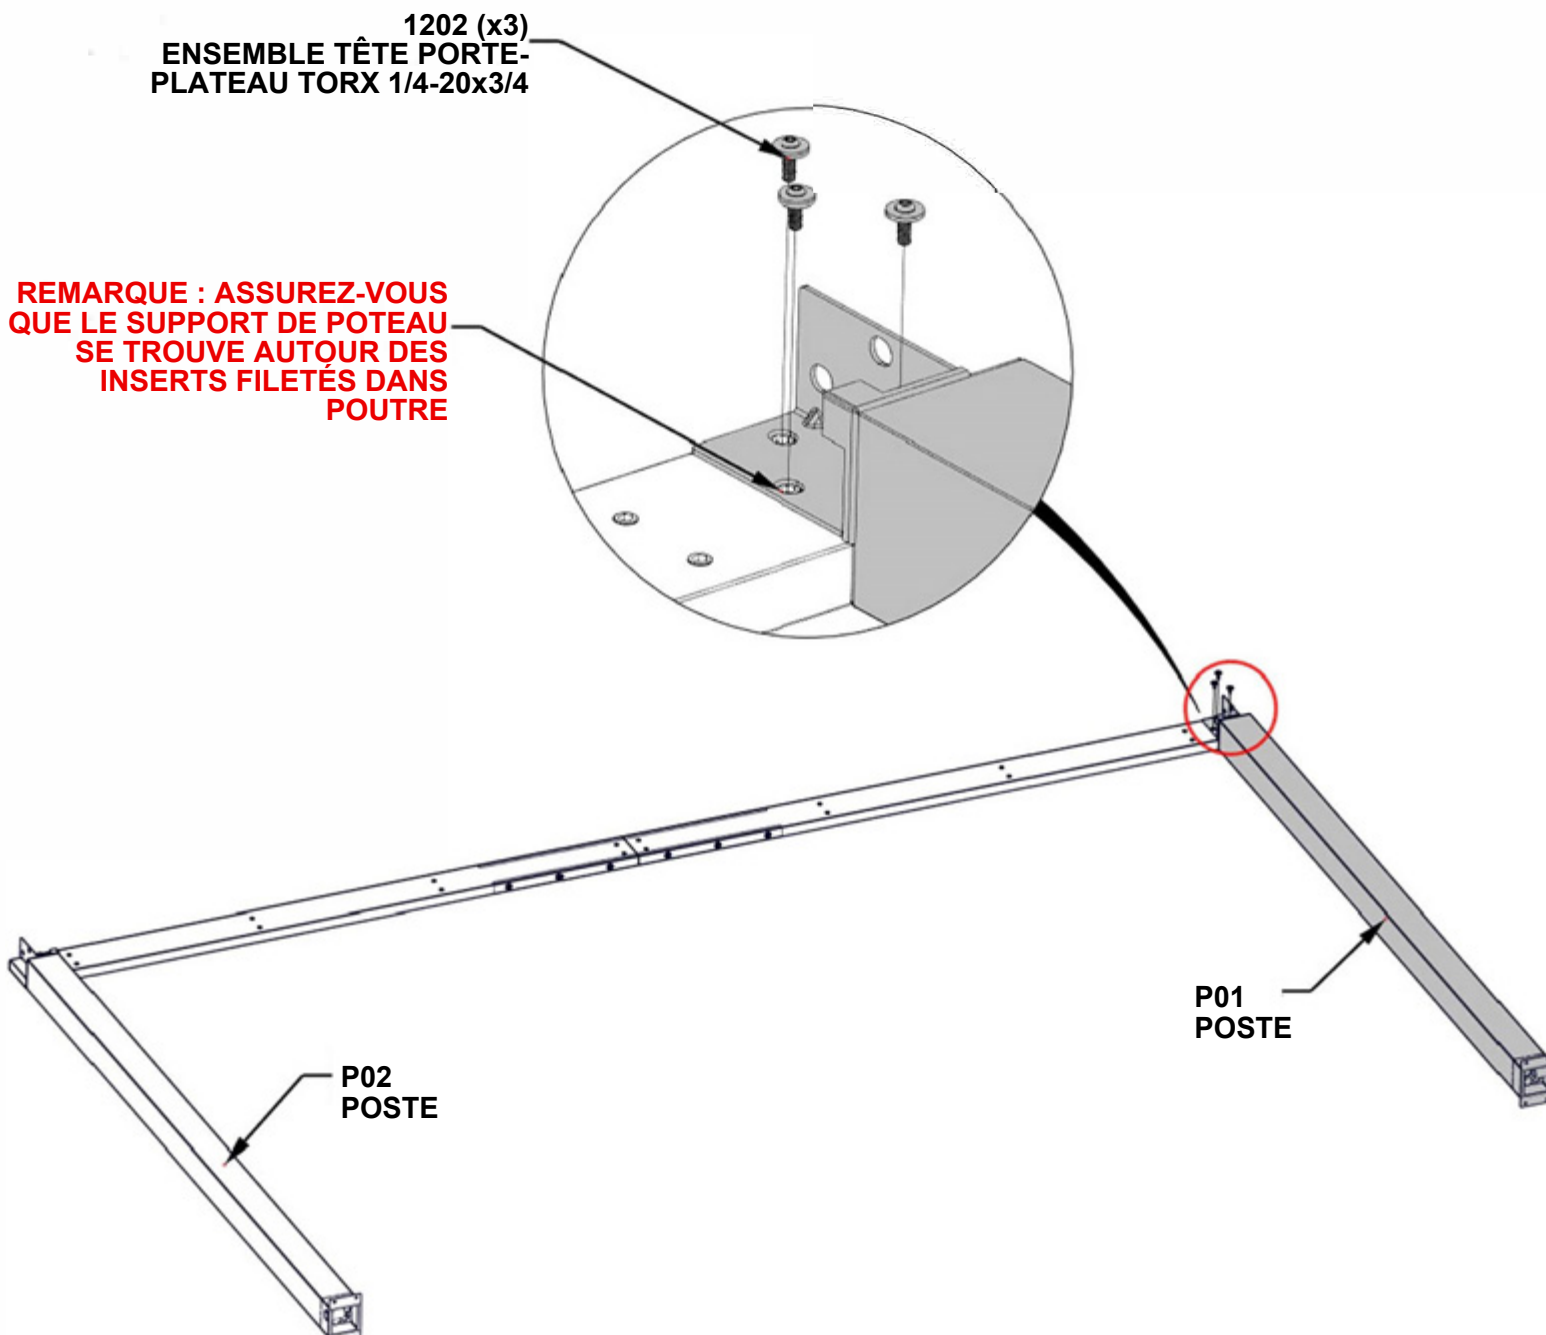 1202 (x3)
ENSEMBLE TÊTE PORTE-
PLATEAU TORX 1/4-20x3/4
REMARQUE : ASSUREZ-VOUS
QUE LE SUPPORT DE POTEAU
SE TROUVE AUTOUR DES
INSERTS FILETÉS DANS
POUTRE
P01
POSTE
P02
POSTE